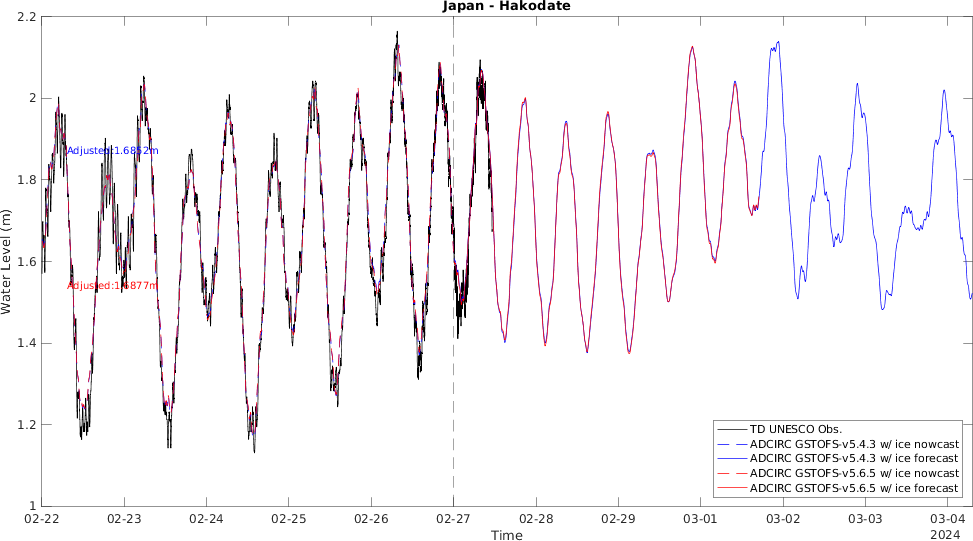 Japan - Hakodate
Water Level (m)
2.2
2
1.8
1.6
1.4
1.2
1
Adjusted:1.6852m
Adjusted:1.6877m
TD UNESCO Obs.
ADCIRC GSTOFS-v5.4.3 w/ ice nowcast
ADCIRC GSTOFS-v5.4.3 w/ ice forecast
ADCIRC GSTOFS-v5.6.5 w/ ice nowcast
ADCIRC GSTOFS-v5.6.5 w/ ice forecast
02-22 02-23 02-24 02-25 02-26 02-27 02-28 02-29 03-01 03-02 03-03 03-04
Time
2024